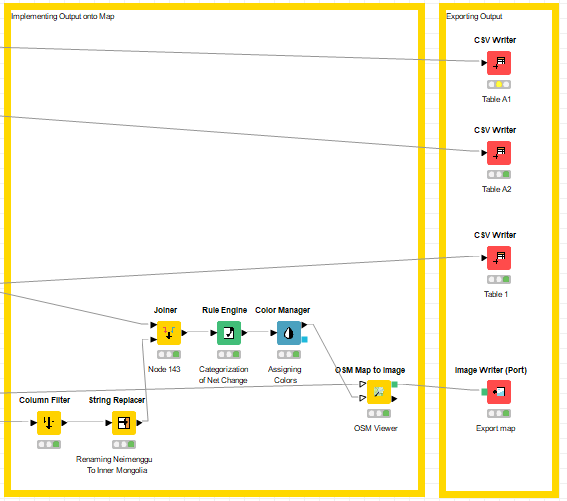 Implementing Output onto Map
Exporting Output
CSV Writer
Table A1
CSV Writer
Table A2
CSV Writer
Table 1
Joiner
Node 143
Rule Engine
Categorization
of Net Change
Color Manager
Assigning
Colors
OSM Map to Image
OSM Viewer
Image Writer (Port)
Export map
Column Filter
String Replacer
Renaming Neimenggu
To Inner Mongolia